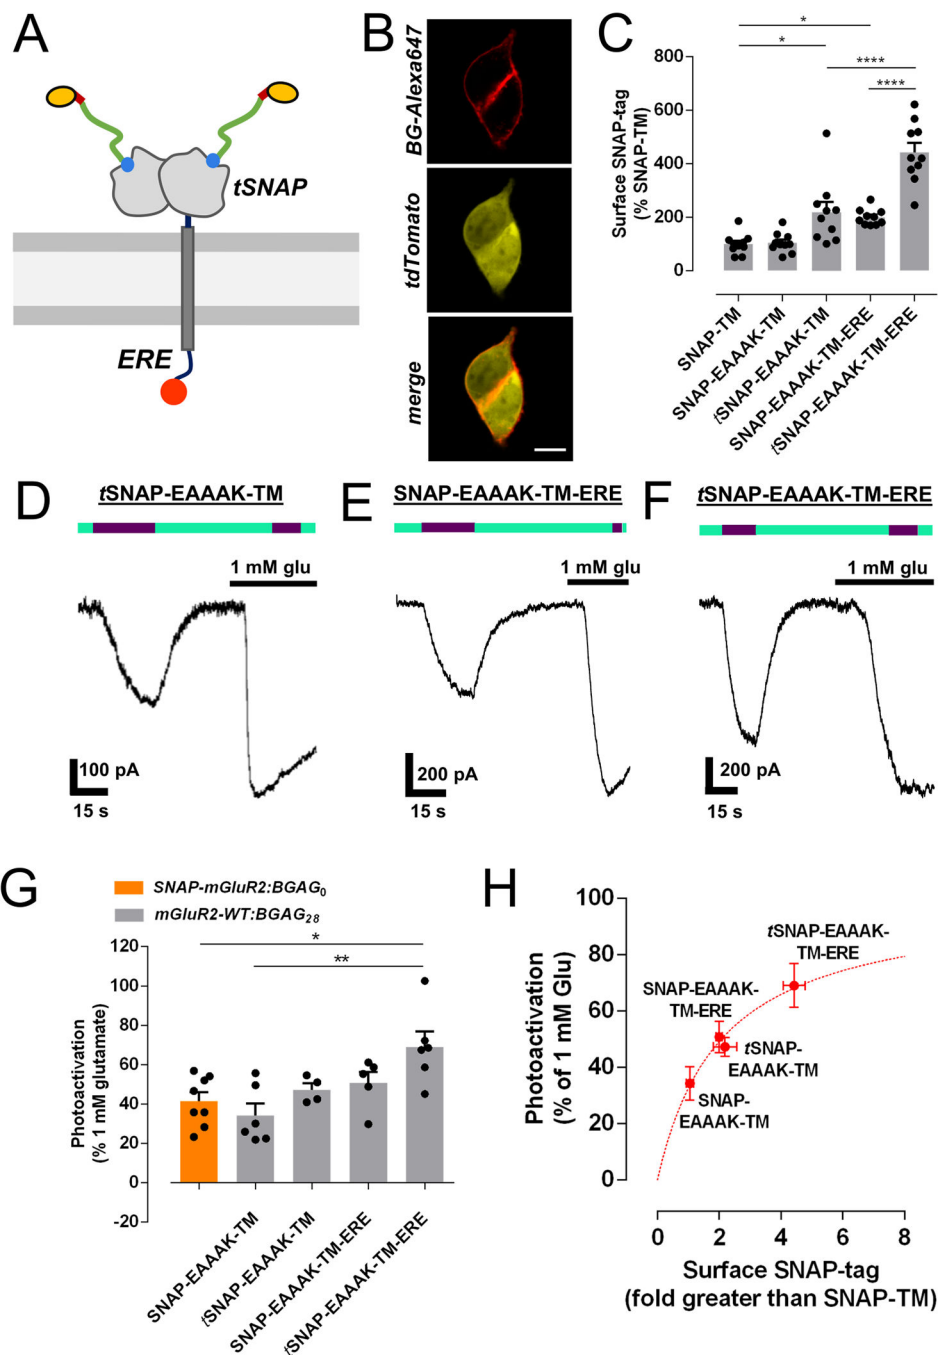 A
tSNAP
ERE
B
BG-Alexa647
tdTomato
merge
C
Surface SNAP-tag
(% SNAP-TM)
800
600
400
200
0
*
*
****
****
SNAP-TM
SNAP-EAAAK-TM
tSNAP-EAAAK-TM
SNAP-EAAAK-TM-ERE
tSNAP-EAAAK-TM-ERE
D
tSNAP-EAAAK-TM
1 mM glu
100 pA
15 s
E
SNAP-EAAAK-TM-ERE
1 mM glu
200 pA
15 s
F
tSNAP-EAAAK-TM-ERE
1 mM glu
200 pA
15 s
G
SNAP-mGluR2:BGAG0
mGluR2-WT:BGAG28
Photoactivation
(% 1 mM glutamate)
120
100
80
60
40
20
0
-20
*
**
SNAP-EAAAK-TM
tSNAP-EAAAK-TM
SNAP-EAAAK-TM-ERE
tSNAP-EAAAK-TM-ERE
H
Photoactivation
(% of 1 mM Glu)
100
80
60
40
20
0
tSNAP-EAAAK-
TM-ERE
SNAP-EAAAK-
TM-ERE
tSNAP-
EAAAK-TM
SNAP-
EAAAK-TM
0 2 4 6 8
Surface SNAP-tag
(fold greater than SNAP-TM)